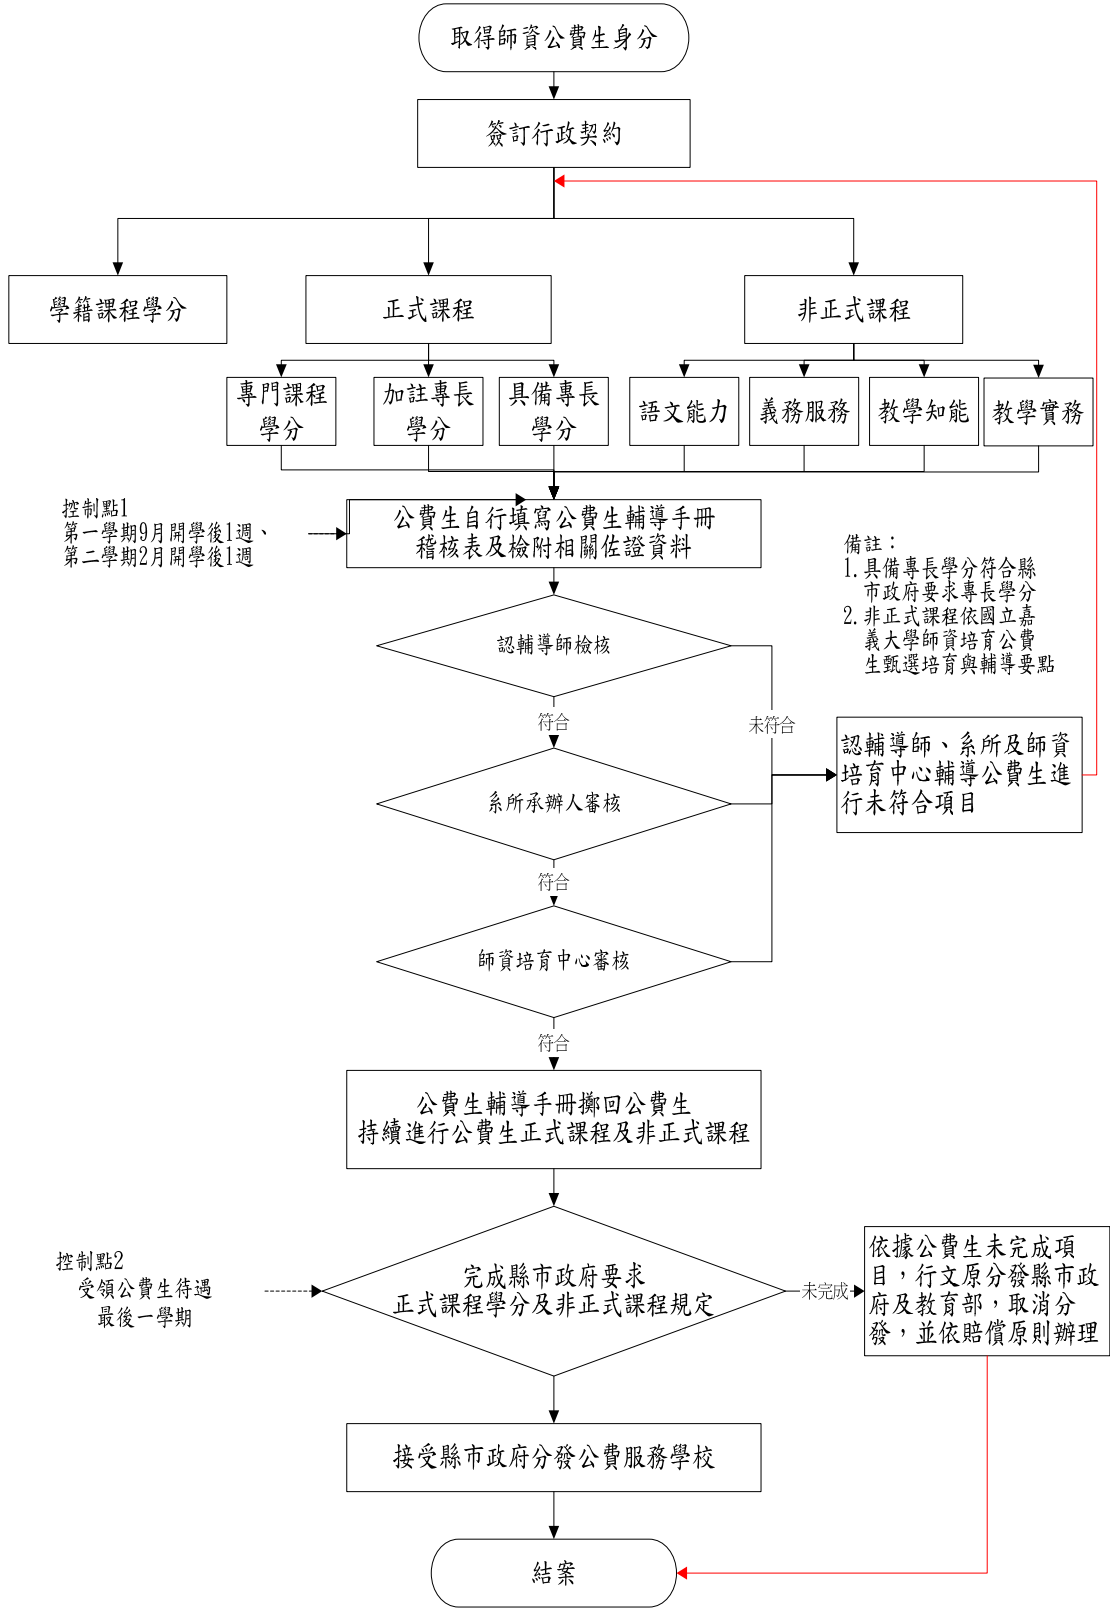 取得師資公費生身分
簽訂行政契約
學籍課程學分
正式課程
非正式課程
專門課程
學分
加註專長
學分
具備專長
學分
語文能力
義務服務
教學知能
教學實務
控制點1
第一學期9月開學後1週、
第二學期2月開學後1週
公費生自行填寫公費生輔導手冊
稽核表及檢附相關佐證資料
備註：
1.具備專長學分符合縣
市政府要求專長學分
2.非正式課程依國立嘉
義大學師資培育公費
生甄選培育與輔導要點
認輔導師檢核
符合
未符合
認輔導師、系所及師資
培育中心輔導公費生進
行未符合項目
系所承辦人審核
符合
師資培育中心審核
符合
公費生輔導手冊擲回公費生
持續進行公費生正式課程及非正式課程
控制點2
受領公費生待遇
最後一學期
完成縣市政府要求
正式課程學分及非正式課程規定
未完成
依據公費生未完成項
目，行文原分發縣市政
府及教育部，取消分
發，並依賠償原則辦理
接受縣市政府分發公費服務學校
結案